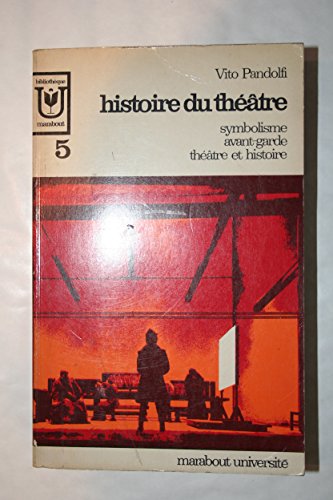 Vito Pandolfi
bibliothèque
marabout
histoire du théâtre
5
symbolisme
avant-garde
théâtre et histoire
marabout université